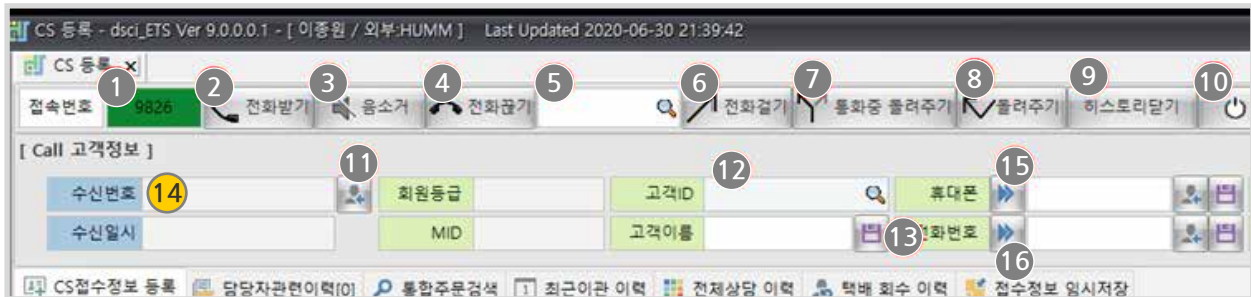 CS 등록 - dsci_ETS Ver 9.0.0.0.1 - [ 이종원 / 외부:HUMM ] Last Updated 2020-06-30 21:39:42
CS 등록 x
1 2 3 4 5 6 7 8 9 10
접속번호 9826 전화받기 음소거 전화끊기 전화걸기 통화중 돌려주기 돌려주기 히스토리닫기
[ Call 고객정보 ]
11 12 15
수신번호 14 회원등급 고객ID 휴대폰
수신일시 MID 고객이름 13 전화번호
16
CS접수정보 등록 담당자관련이력[0] 통합주문검색 1 최근이관 이력 전체상담 이력 택배 회수 이력 접수정보 임시저장